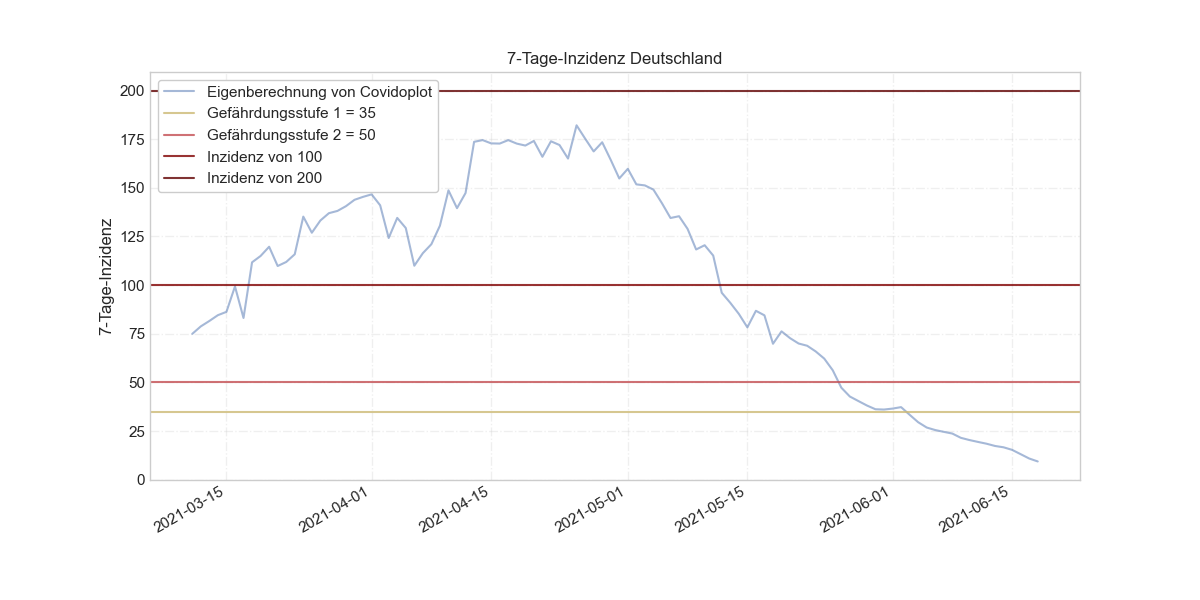 7-Tage-Inzidenz Deutschland
Eigenberechnung von Covidoplot
Gefährdungsstufe 1 = 35
Gefährdungsstufe 2 = 50
Inzidenz von 100
Inzidenz von 200
7-Tage-Inzidenz
200
175
150
125
100
75
50
25
0
2021-03-15
2021-04-01
2021-04-15
2021-05-01
2021-05-15
2021-06-01
2021-06-15